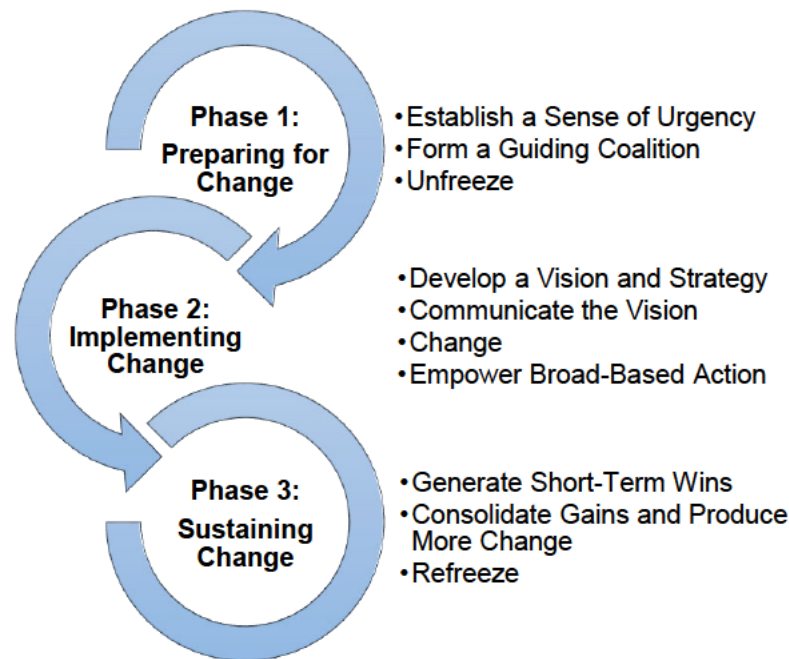 Phase 1:
Preparing for
Change
•Establish a Sense of Urgency
•Form a Guiding Coalition
•Unfreeze
Phase 2:
Implementing
Change
•Develop a Vision and Strategy
•Communicate the Vision
•Change
•Empower Broad-Based Action
Phase 3:
Sustaining
Change
•Generate Short-Term Wins
•Consolidate Gains and Produce
More Change
•Refreeze